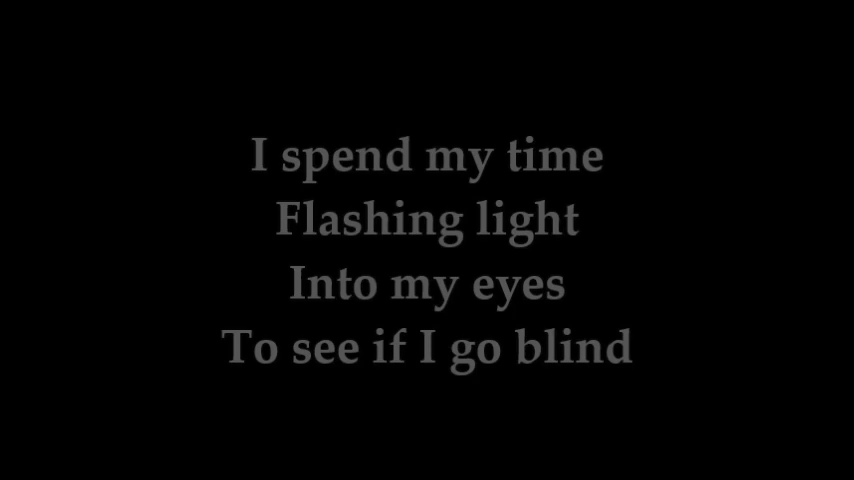 I spend my time
Flashing light
Into my eyes
To see if I go blind